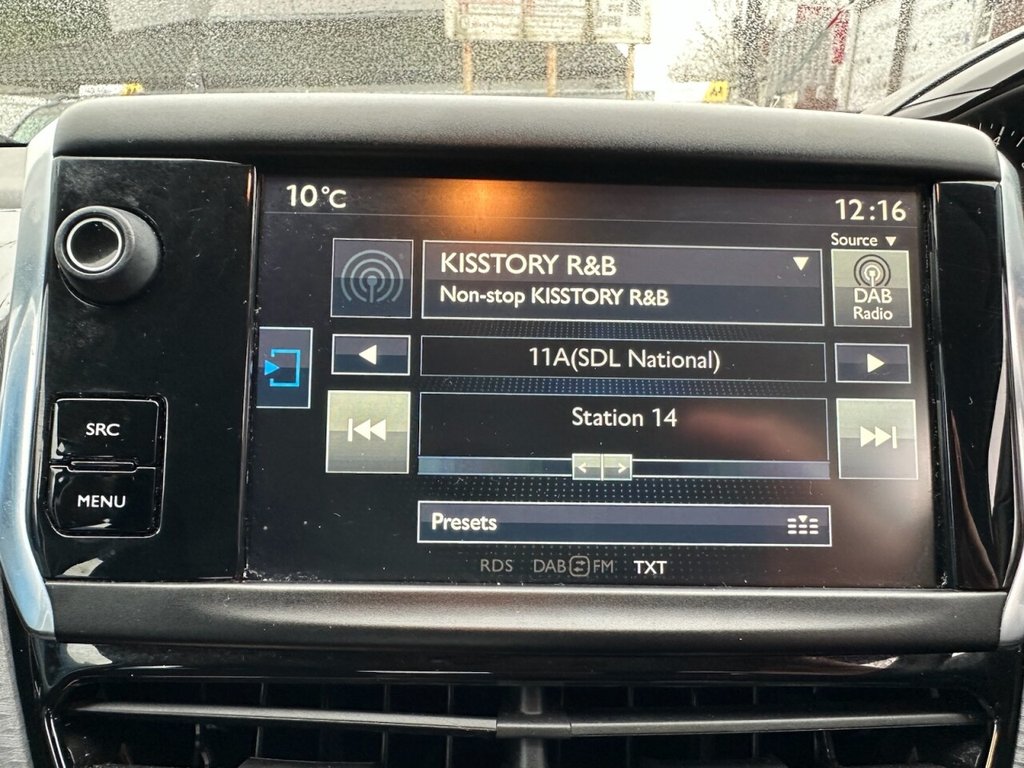 10°C
12:16
Source ▼
KISSTORY R&B
Non-stop KISSTORY R&B
DAB
Radio
11A(SDL National)
Station 14
SRC
MENU
Presets
RDS DAB FM TXT